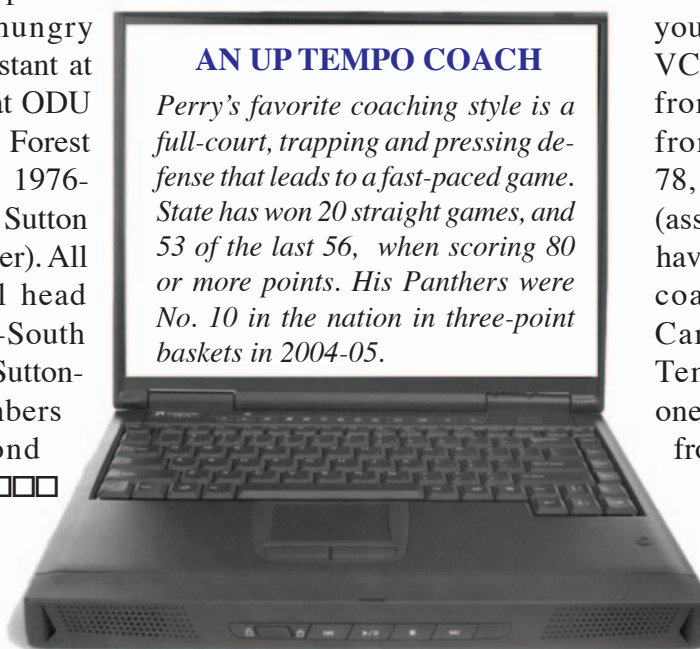 hungry
stant at
at ODU
Forest
1976-
Sutton
er). All
l head
-South
Sutton-
mbers
ond
AN UP TEMPO COACH
Perry's favorite coaching style is a
full-court, trapping and pressing de-
fense that leads to a fast-paced game.
State has won 20 straight games, and
53 of the last 56, when scoring 80
or more points. His Panthers were
No. 10 in the nation in three-point
baskets in 2004-05.
you
VC
from
from
78,
(ass
hav
coa
Car
Ten
one
fro